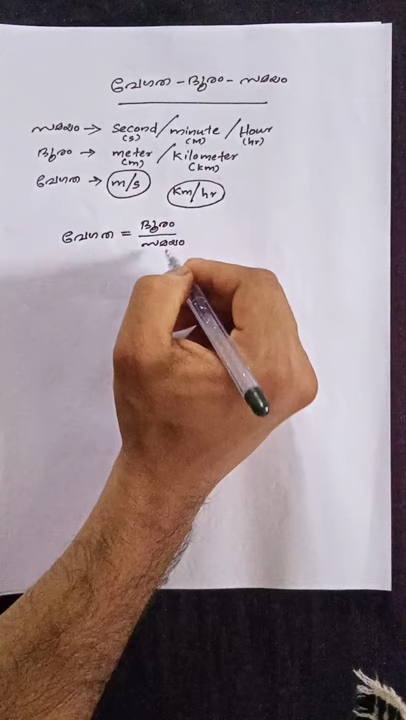 വേഗത - ദൂരം - സമയം
സമയം → second/minute/Hour
(s) (M) (hr)
ദൂരം → meter/Kilometer
(m) (km)
വേഗത → m/s Km/hr
വേഗത = ദൂരം
സമയം